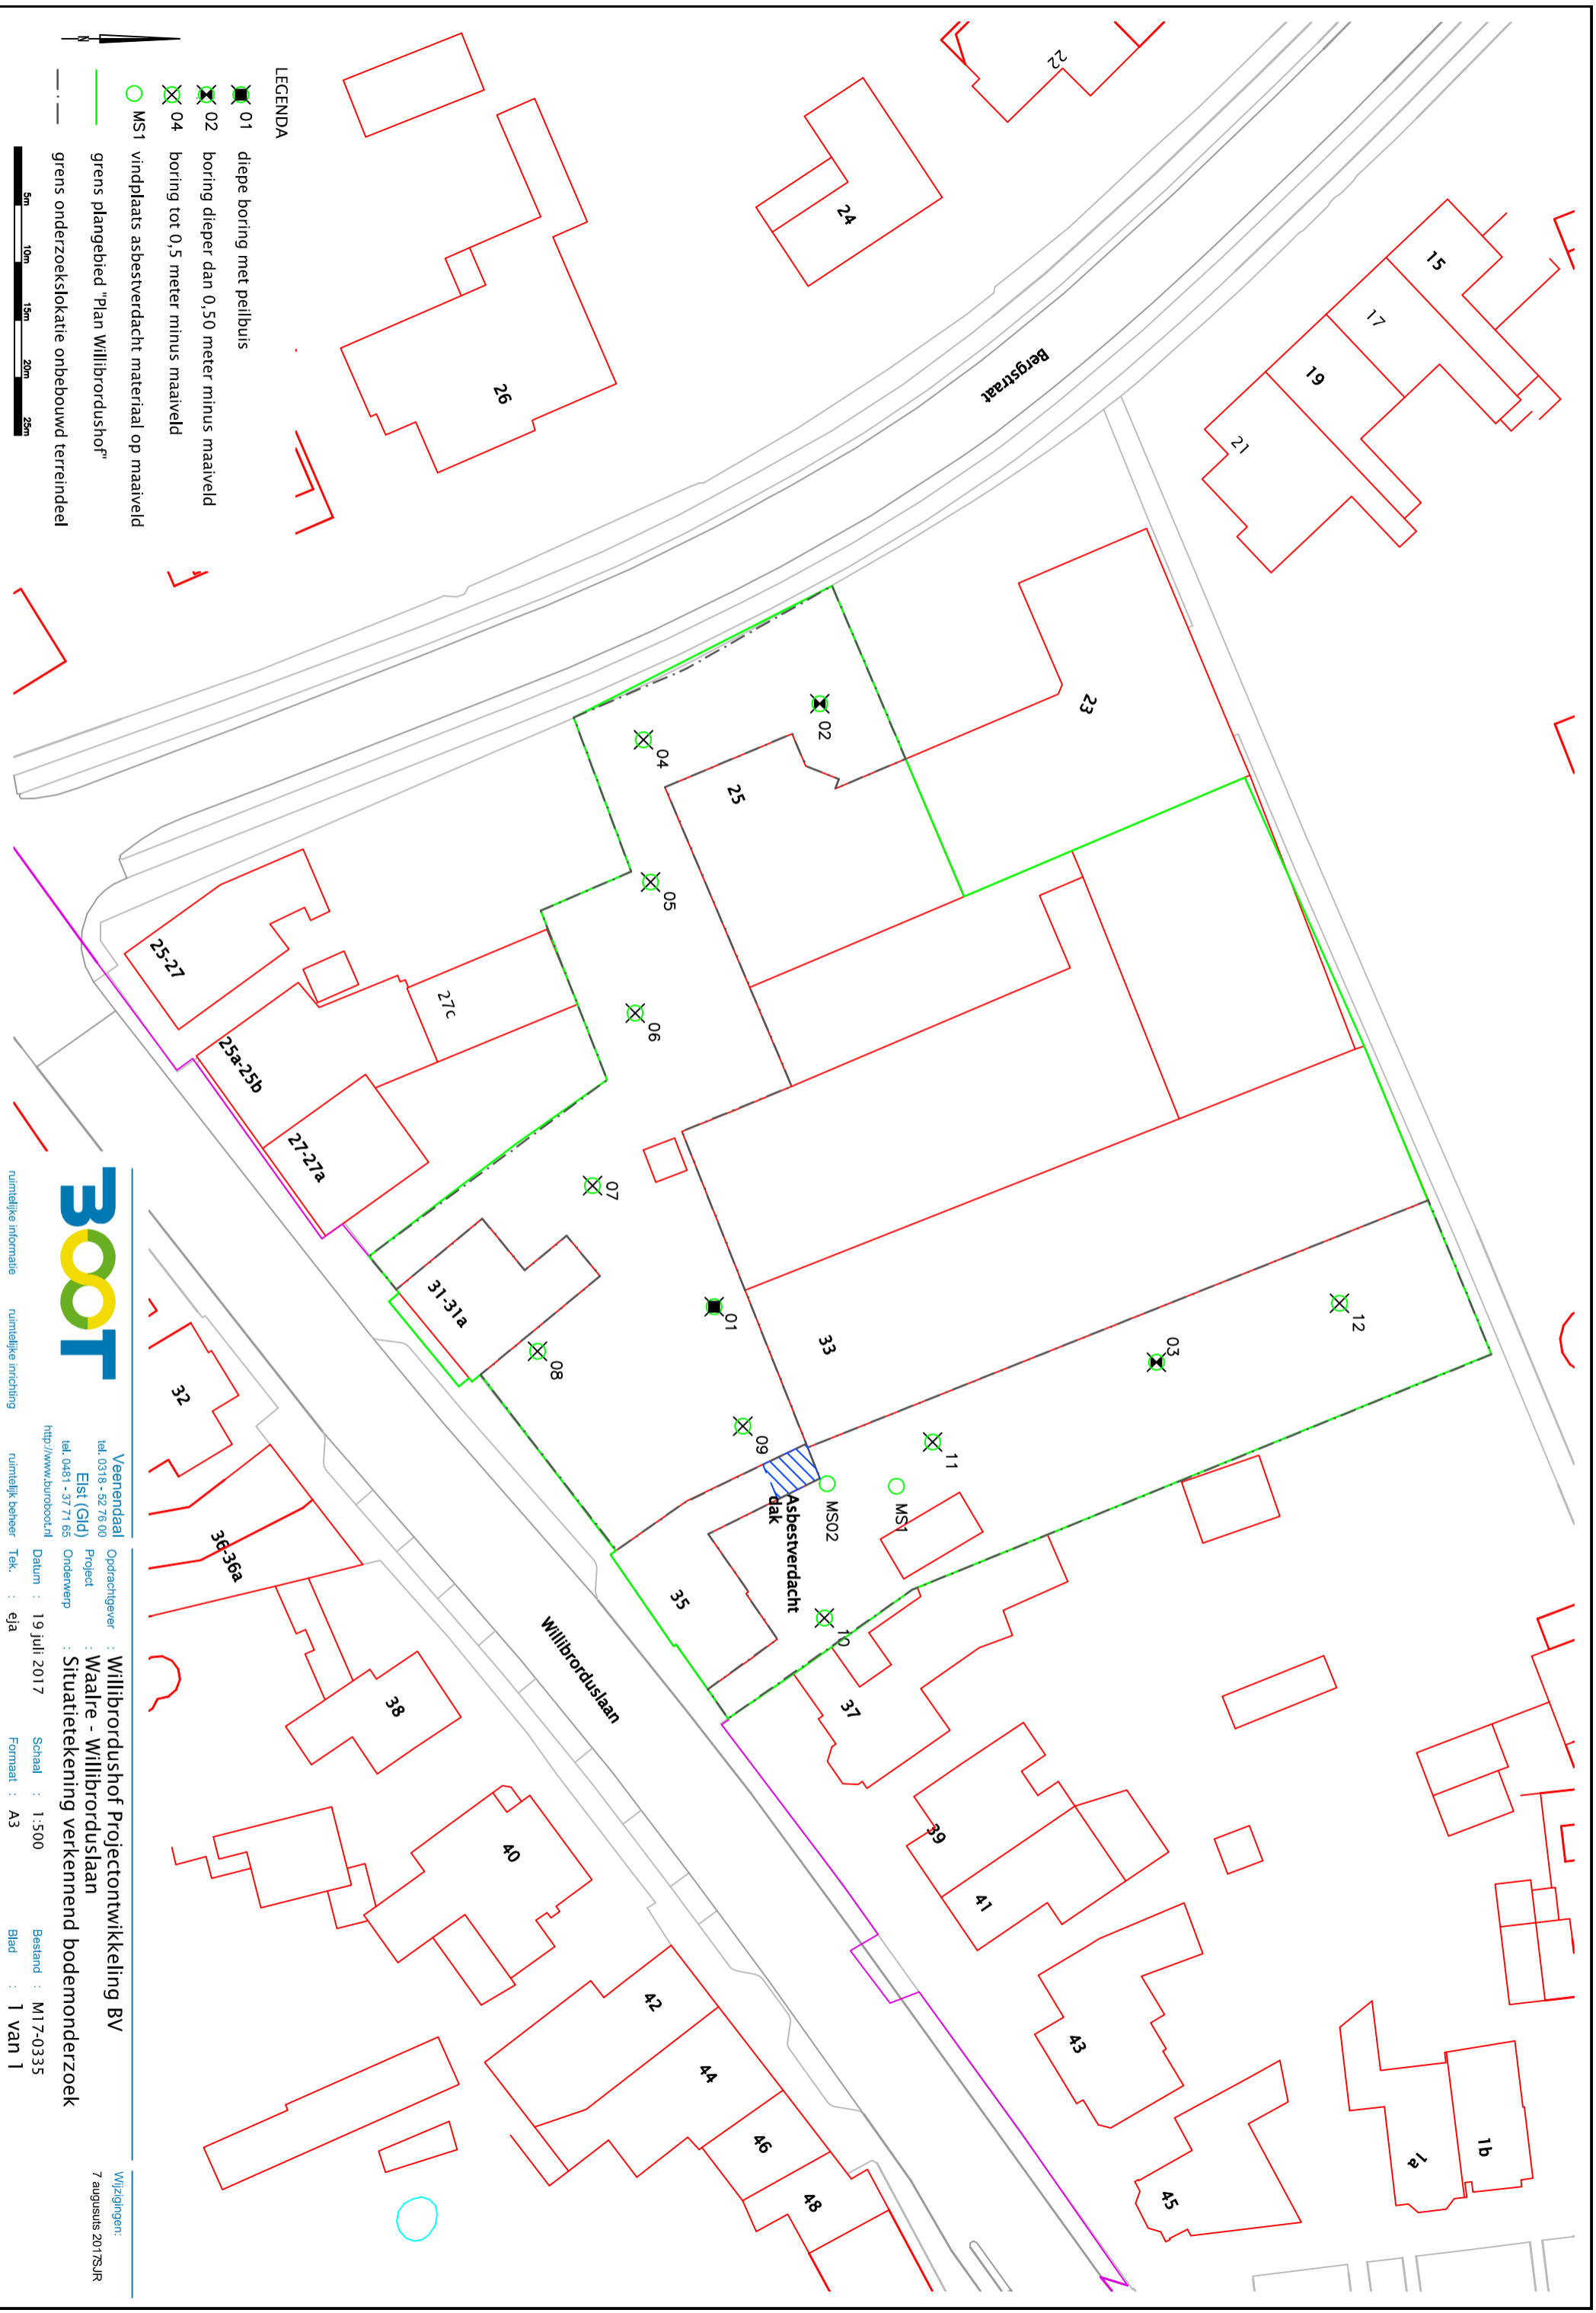 LEGENDA
01 diepe boring met peilbuis
02 boring dieper dan 0,50 meter minus maaiveld
04 boring tot 0,5 meter minus maaiveld
MS1 vindplaats asbestverdacht materiaal op maaiveld
grens plangebied "Plan Willibrordushof"
grens onderzoekslokatie onbebouwd terreindeel
5m 10m 15m 20m 25m
N
22
24
26
15
17
19
21
Bergstraat
23
25
02
04
05
06
07
01
08
09
03
12
11
10
MS1
MS02
Asbestverdacht
dak
33
31-31a
27c
25-27
25a-25b
27-27a
35
37
39
41
43
45
1a
1b
Willibrorduslaan
32
36-36a
38
40
42
44
46
48
BOOT
ruimtelijke informatie ruimtelijke inrichting ruimtelijk beheer
Veenendaal
tel. 0318 - 52 76 00
Elst (Gld)
tel. 0481 - 37 71 65
http://www.buroboot.nl
Opdrachtgever : Willibrordushof Projectontwikkeling BV
Project : Waalre - Willibrorduslaan
Onderwerp : Situatietekening verkennend bodemonderzoek
Datum : 19 juli 2017 Schaal : 1:500 Bestand : M17-0335
Tek. : eja Formaat : A3 Blad : 1 van 1
Wijzigingen:
7 augusuts 2017SJR